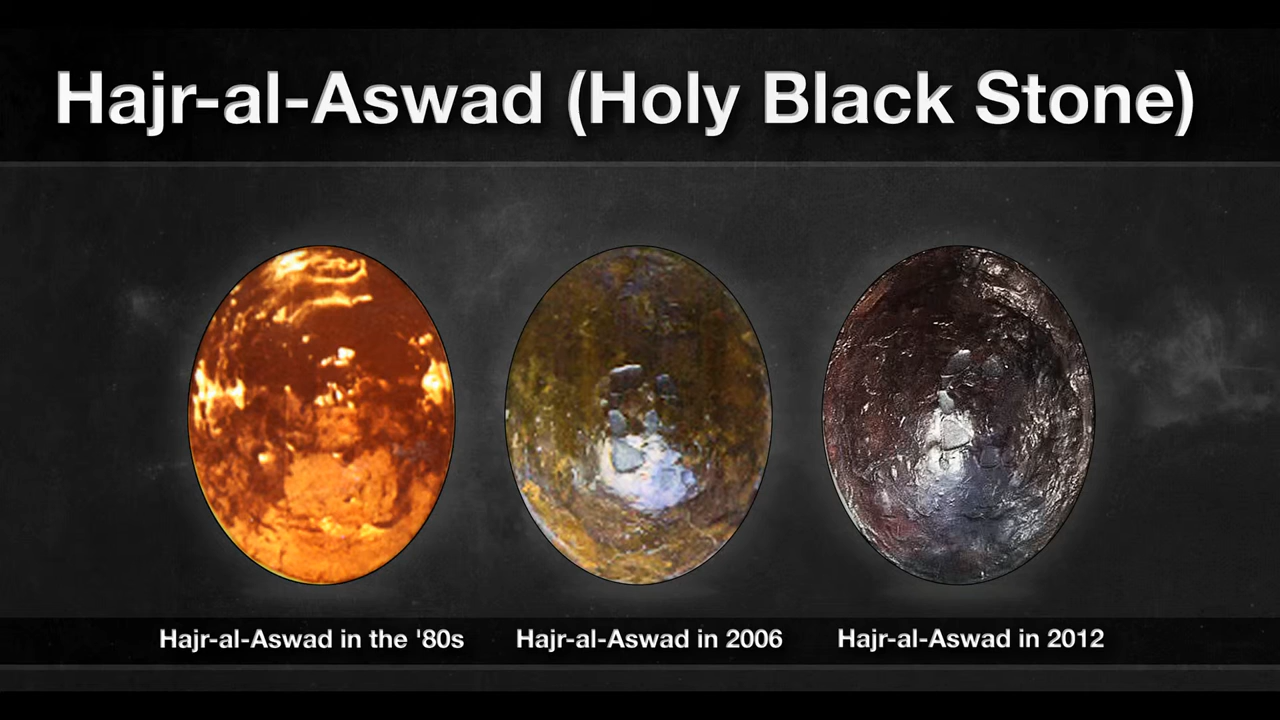 Hajr-al-Aswad (Holy Black Stone)
Hajr-al-Aswad in the '80s
Hajr-al-Aswad in 2006
Hajr-al-Aswad in 2012